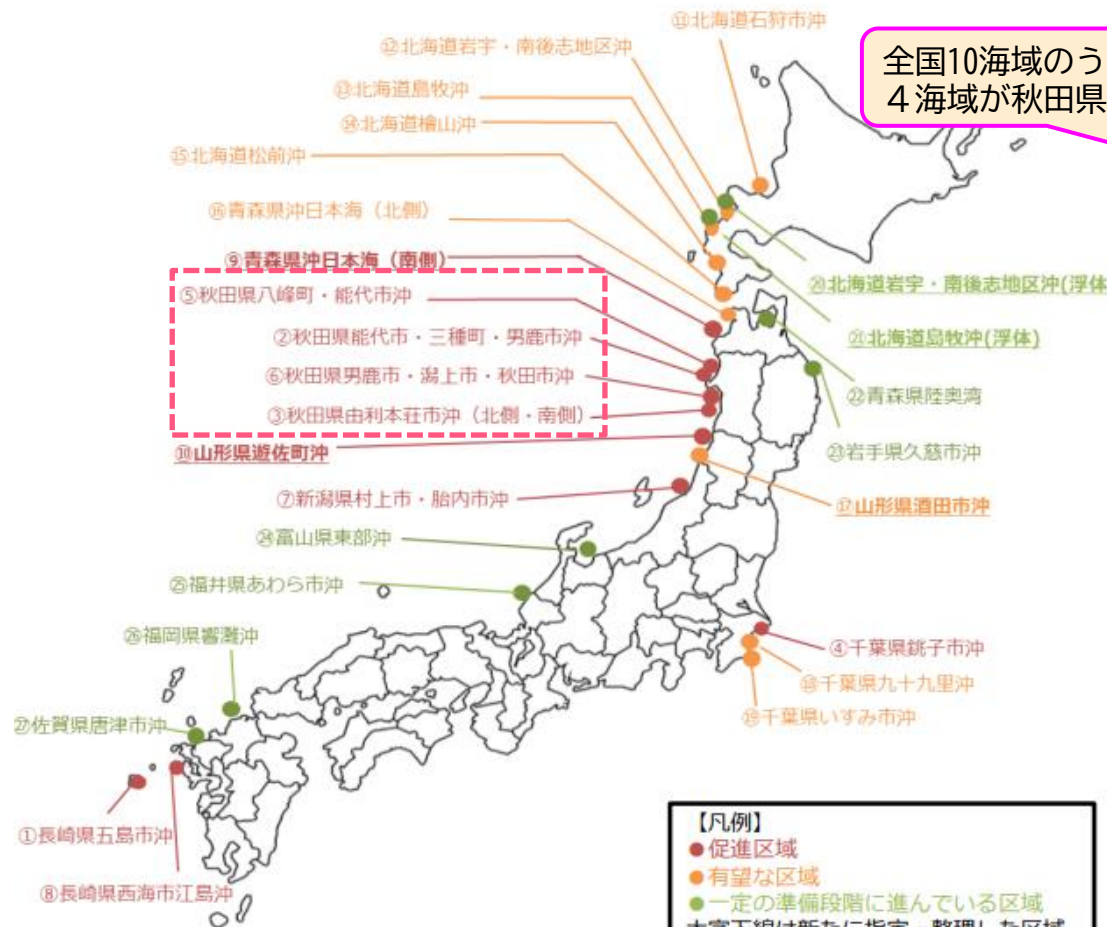 ⑪北海道石狩市沖
⑫北海道岩宇・南後志地区沖
全国10海域のう
４海域が秋田県
⑬北海道島牧沖
⑭北海道檜山沖
⑮北海道松前沖
⑯青森県沖日本海（北側）
⑨青森県沖日本海（南側）
⑳北海道岩宇・南後志地区沖(浮体
⑤秋田県八峰町・能代市沖
②秋田県能代市・三種町・男鹿市沖
㉑北海道島牧沖(浮体)
⑥秋田県男鹿市・潟上市・秋田市沖
㉒青森県陸奥湾
③秋田県由利本荘市沖（北側・南側）
⑩山形県遊佐町沖
㉓岩手県久慈市沖
⑦新潟県村上市・胎内市沖
⑰山形県酒田市沖
㉔富山県東部沖
㉕福井県あわら市沖
㉖福岡県響灘沖
④千葉県銚子市沖
⑱千葉県九十九里沖
⑲千葉県いすみ市沖
㉗佐賀県唐津市沖
①長崎県五島市沖
⑧長崎県西海市江島沖
【凡例】
●促進区域
●有望な区域
●一定の準備段階に進んでいる区域
太字下線は新たに指定・整理した区域